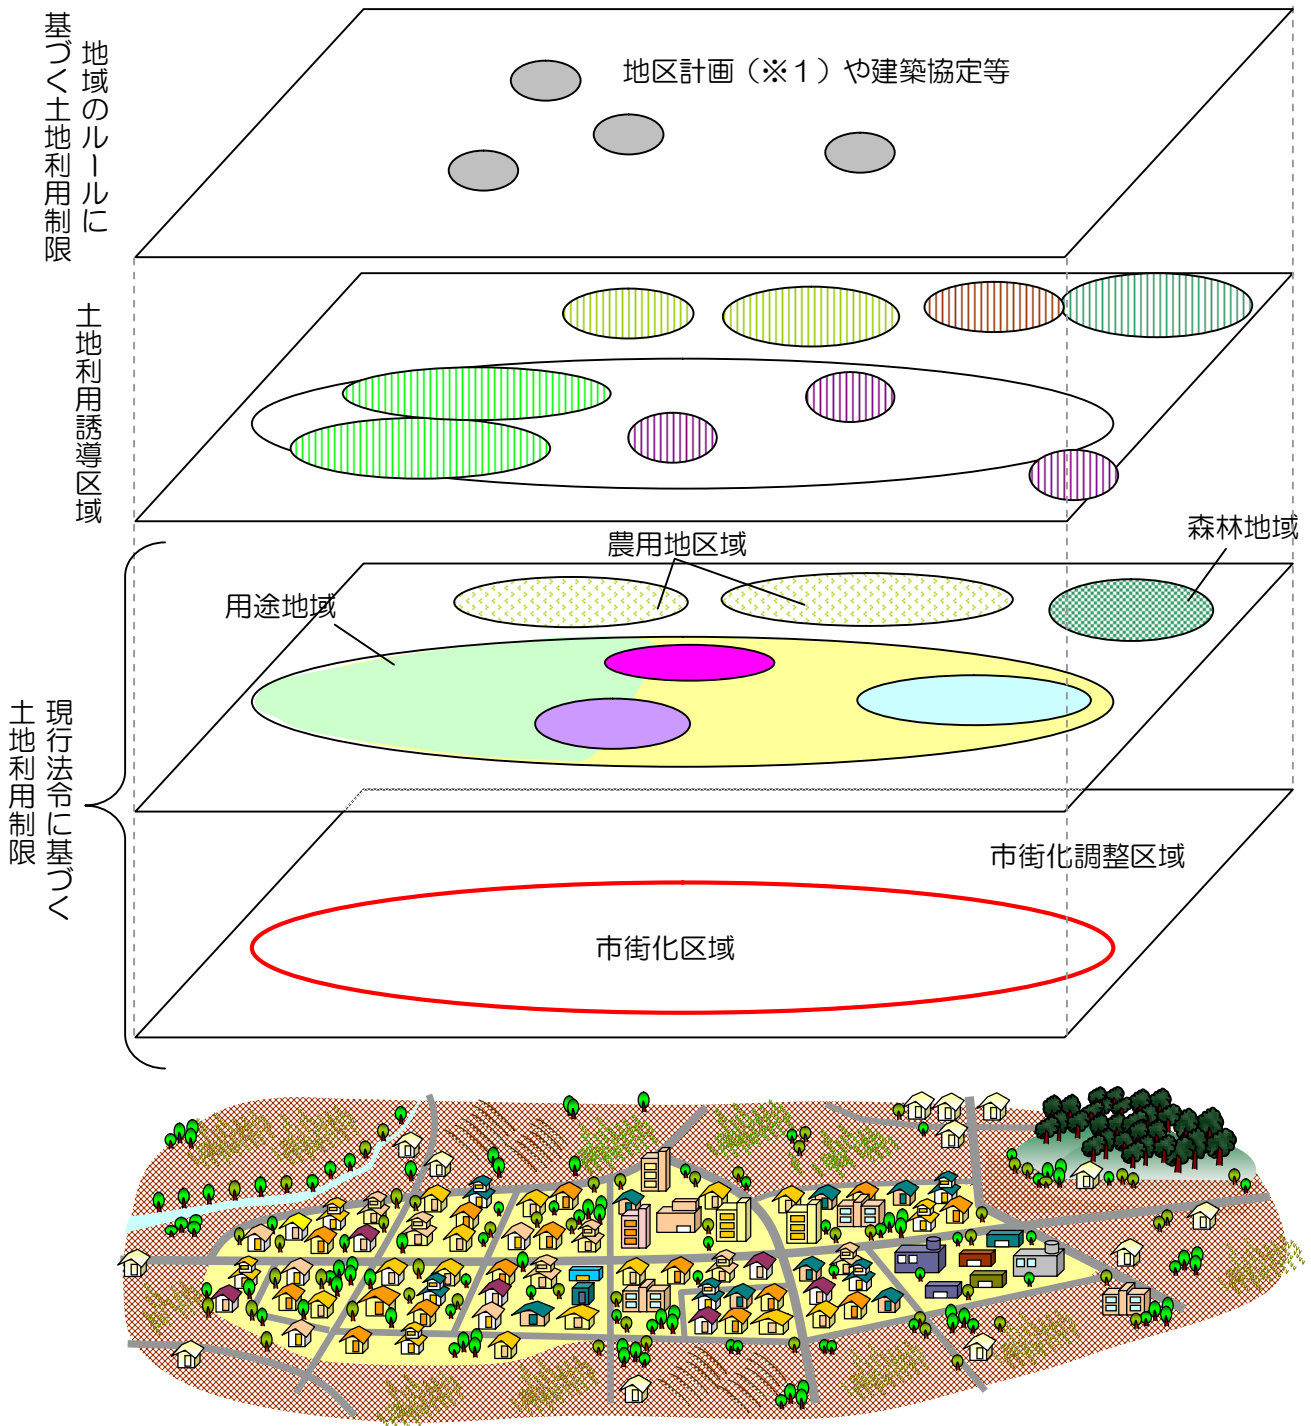 地域のルールに
基づく土地利用制限
地区計画（※１）や建築協定等
土地利用誘導区域
農用地区域
森林地域
用途地域
現行法令に基づく
土地利用制限
市街化調整区域
市街化区域